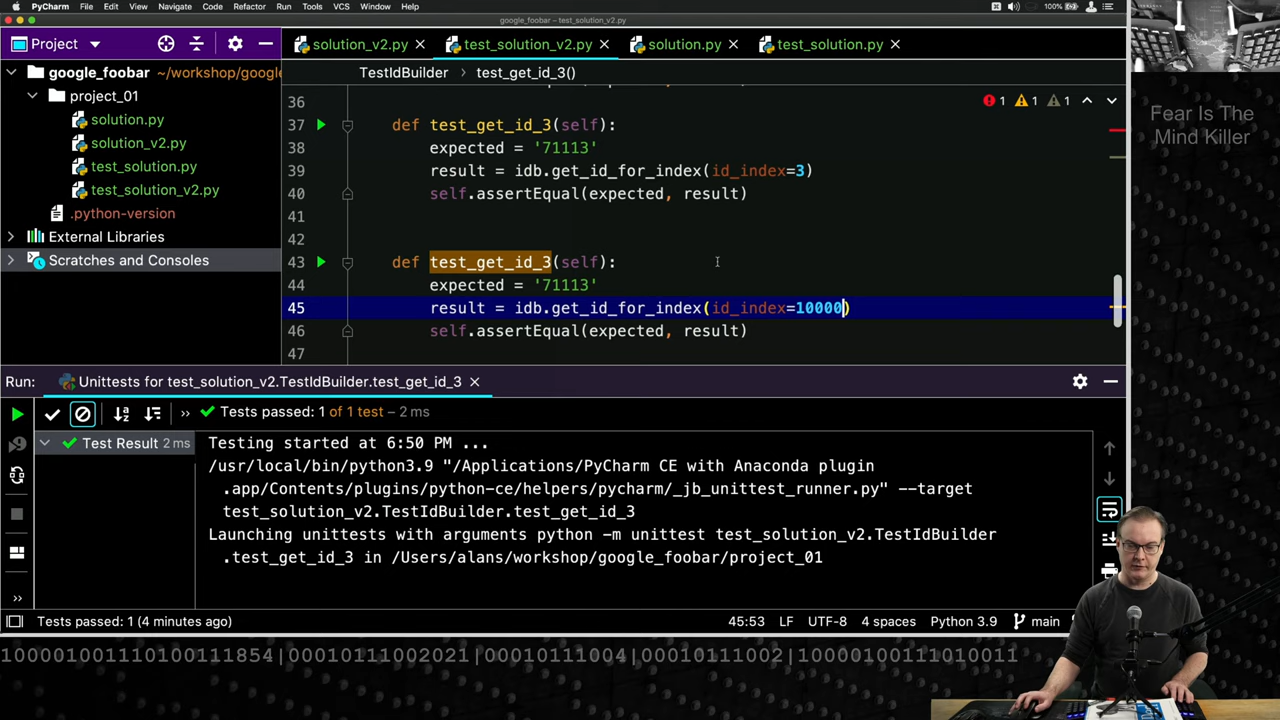 PyCharm File Edit View Navigate Code Refactor Run Tools VCS Window Help 100%
google_foobar – test_solution_v2.py
Project solution_v2.py test_solution_v2.py solution.py test_solution.py
google_foobar ~/workshop/google
TestIdBuilder test_get_id_3()
project_01
solution.py
solution_v2.py
test_solution.py
test_solution_v2.py
.python-version
External Libraries
Scratches and Consoles
1 1 1
36
37 def test_get_id_3(self):
38 expected = '71113'
39 result = idb.get_id_for_index(id_index=3)
40 self.assertEqual(expected, result)
41
42
43 def test_get_id_3(self):
44 expected = '71113'
45 result = idb.get_id_for_index(id_index=10000)
46 self.assertEqual(expected, result)
47
Fear Is The
Mind Killer
Run: Unittests for test_solution_v2.TestIdBuilder.test_get_id_3
Tests passed: 1 of 1 test – 2 ms
Test Result 2 ms
Testing started at 6:50 PM ...
/usr/local/bin/python3.9 "/Applications/PyCharm CE with Anaconda plugin
.app/Contents/plugins/python-ce/helpers/pycharm/_jb_unittest_runner.py" --target
test_solution_v2.TestIdBuilder.test_get_id_3
Launching unittests with arguments python -m unittest test_solution_v2.TestIdBuilder
.test_get_id_3 in /Users/alans/workshop/google_foobar/project_01
Tests passed: 1 (4 minutes ago) 45:53 LF UTF-8 4 spaces Python 3.9 main
100001001110100111854|00010111002021|00010111004|00010111002|10000100111010011